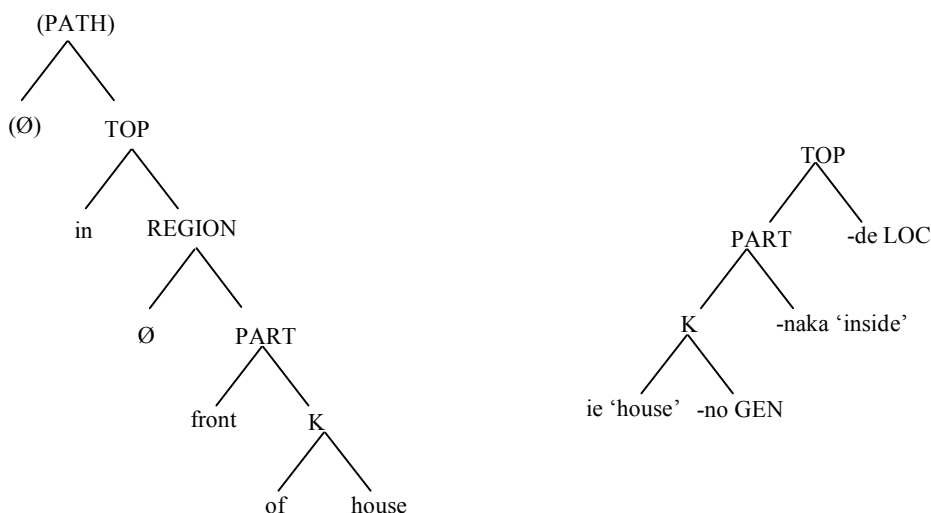 (PATH)
(Ø) TOP
in REGION
Ø PART
front K
of house
TOP
PART -de LOC
K -naka ‘inside’
ie ‘house’ -no GEN